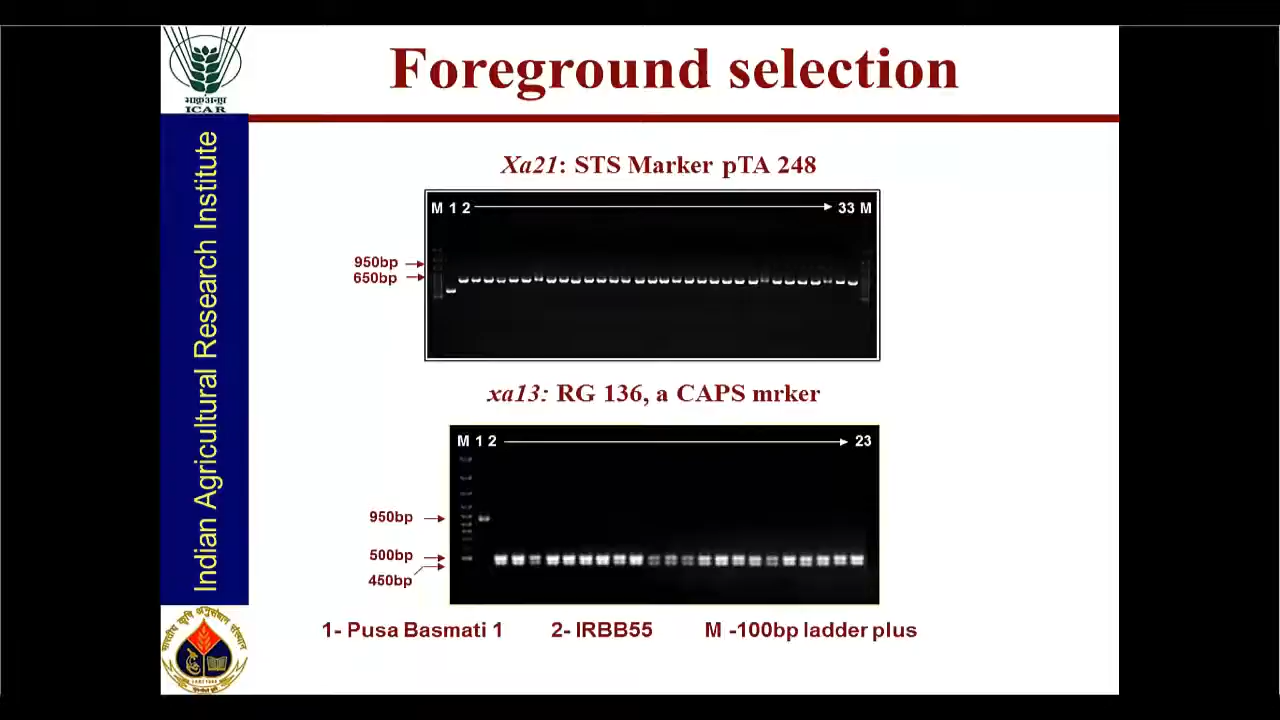 Foreground selection
ICAR
Indian Agricultural Research Institute
Xa21: STS Marker pTA 248
M 1 2 33 M
950bp
650bp
xa13: RG 136, a CAPS mrker
M 1 2 23
950bp
500bp
450bp
1- Pusa Basmati 1 2- IRBB55 M -100bp ladder plus